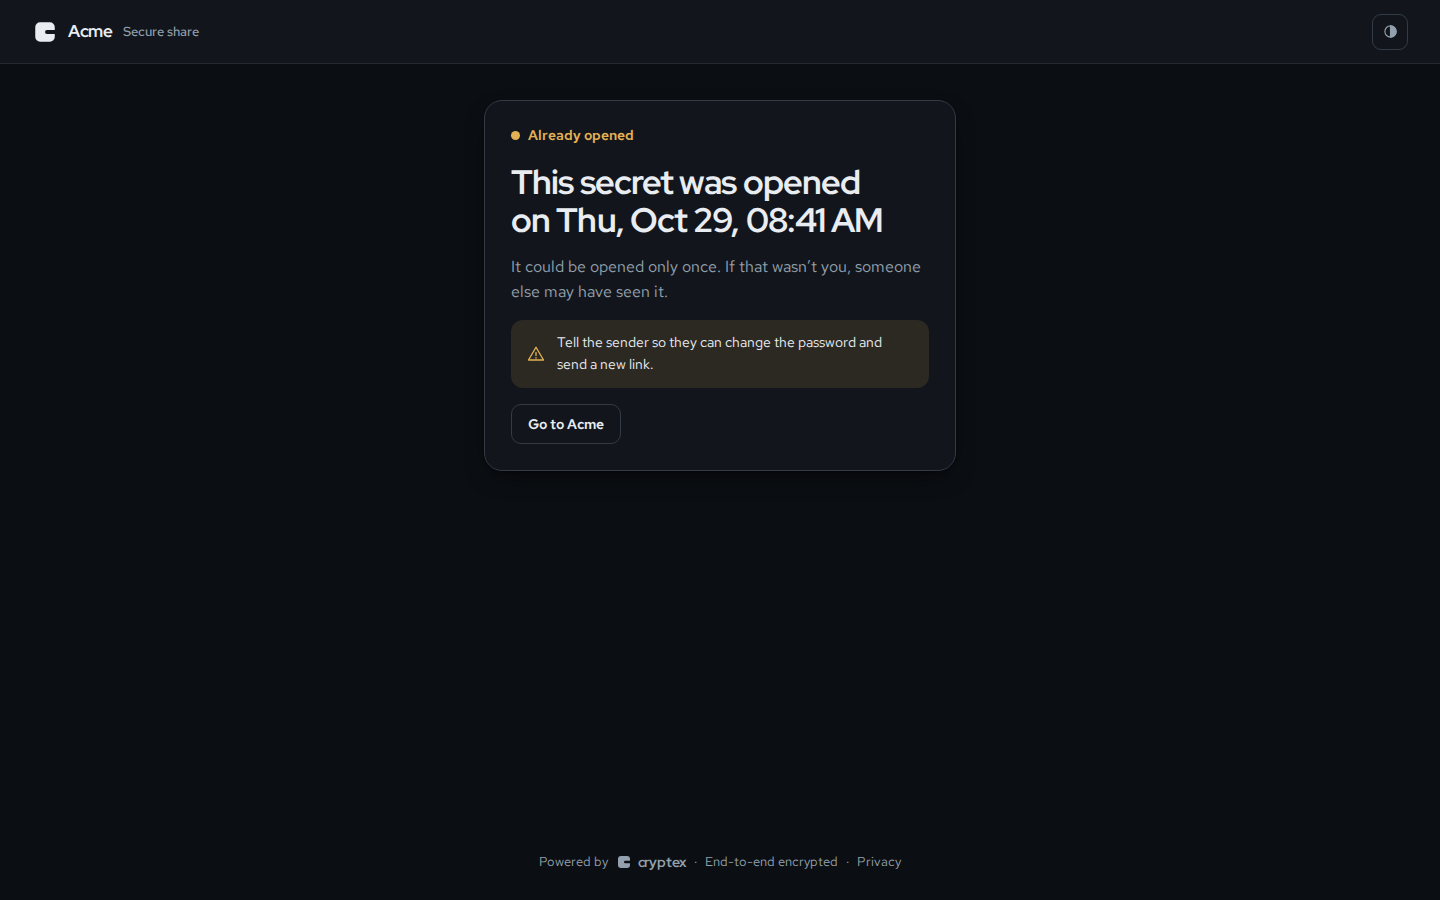 Acme Secure share
Already opened
This secret was opened
on Thu, Oct 29, 08:41 AM
It could be opened only once. If that wasn’t you, someone
else may have seen it.
Tell the sender so they can change the password and
send a new link.
Go to Acme
Powered by cryptex · End-to-end encrypted · Privacy